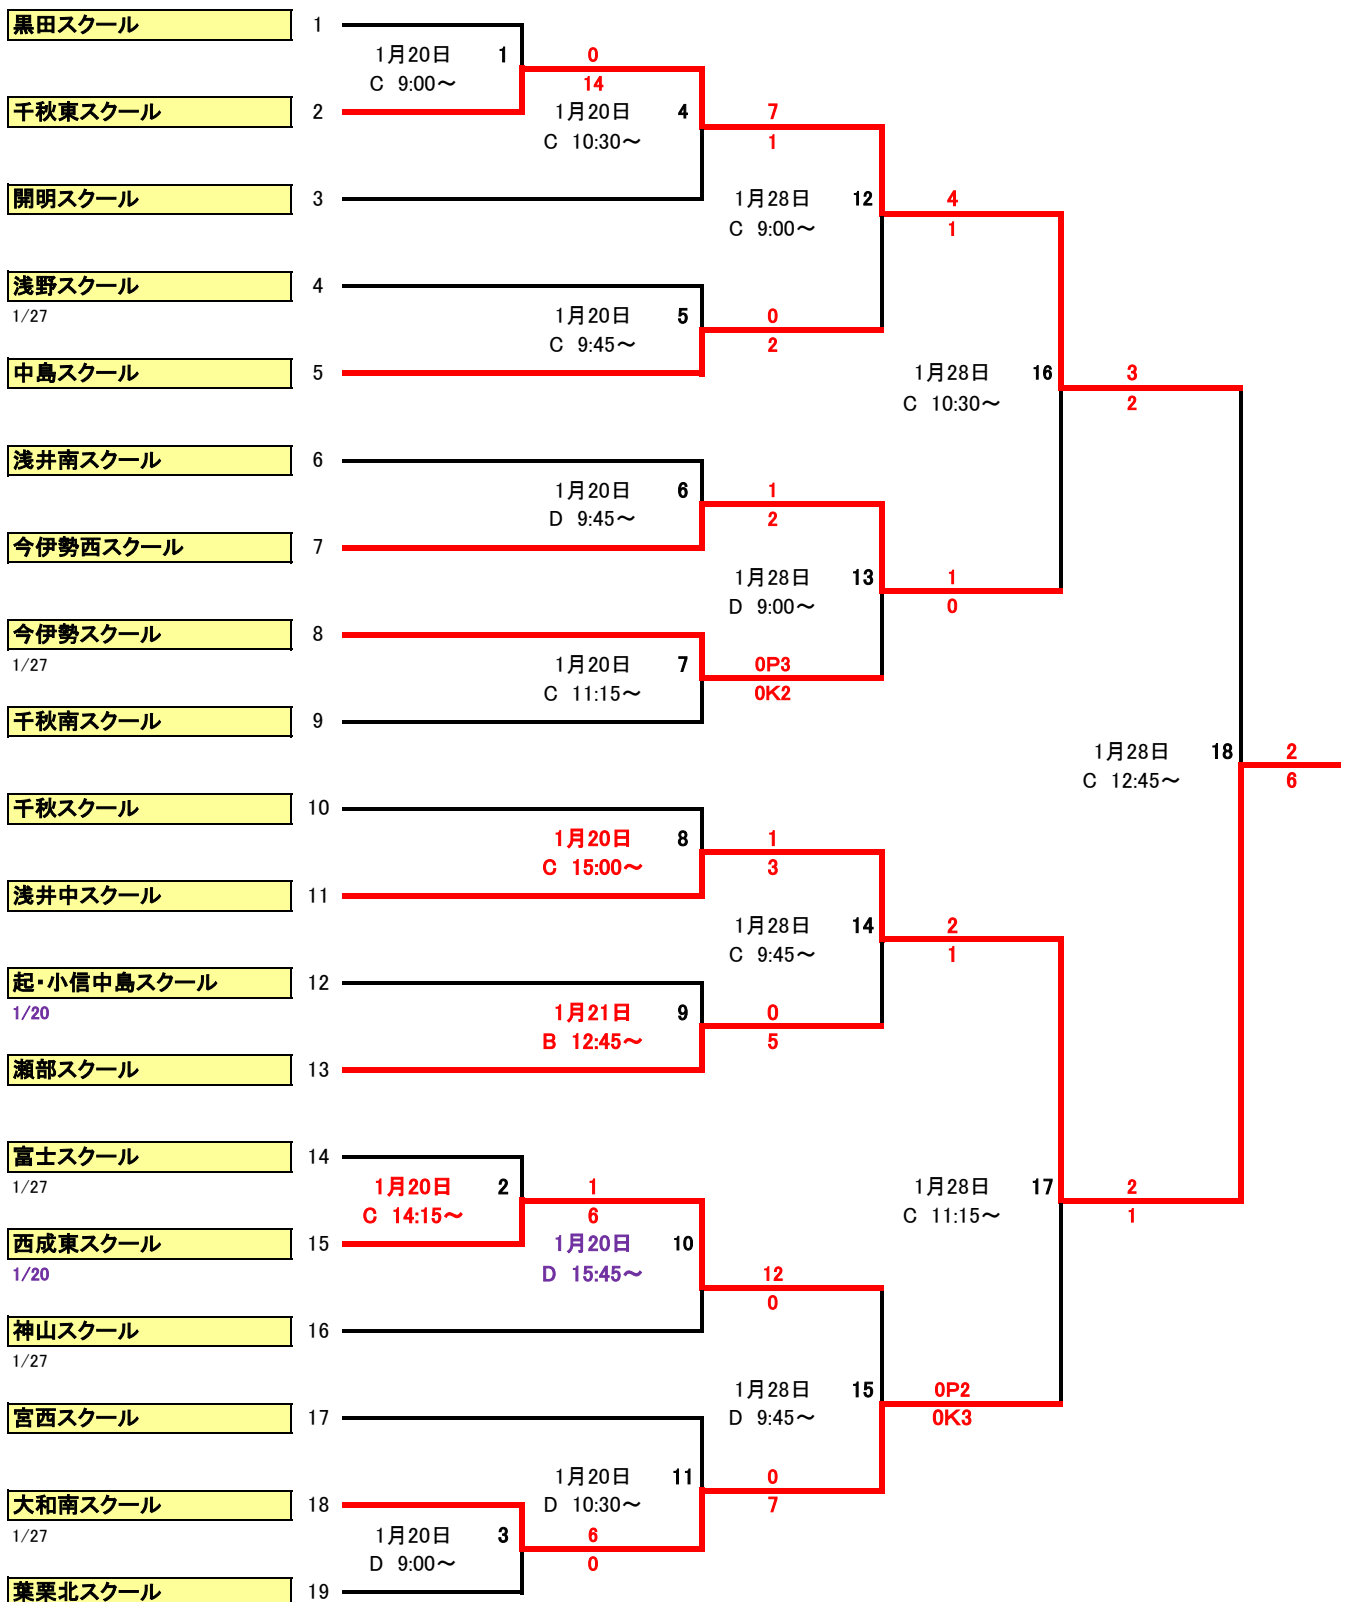 黒田スクール 1
1月20日 1 0
C 9:00～ 14
千秋東スクール 2 1月20日 4 7
C 10:30～ 1
開明スクール 3 1月28日 12 4
C 9:00～ 1
浅野スクール 4
1/27 1月20日 5 0
C 9:45～ 2
中島スクール 5 1月28日 16 3
C 10:30～ 2
浅井南スクール 6
1月20日 6 1
D 9:45～ 2
今伊勢西スクール 7
1月28日 13 1
D 9:00～ 0
今伊勢スクール 8
1/27 1月20日 7 0P3
C 11:15～ 0K2
千秋南スクール 9
1月28日 18 2
C 12:45～ 6
千秋スクール 10
1月20日 8 1
C 15:00～ 3
浅井中スクール 11
1月28日 14 2
C 9:45～ 1
起・小信中島スクール 12
1/20 1月21日 9 0
B 12:45～ 5
瀬部スクール 13
富士スクール 14
1/27 1月20日 2 1 1月28日 17 2
C 14:15～ 6 C 11:15～ 1
西成東スクール 15 1月20日 10
1/20 D 15:45～ 12
0
神山スクール 16
1/27
1月28日 15 0P2
宮西スクール 17 D 9:45～ 0K3
1月20日 11 0
大和南スクール 18 D 10:30～ 7
1/27 1月20日 3 6
D 9:00～ 0
葉栗北スクール 19